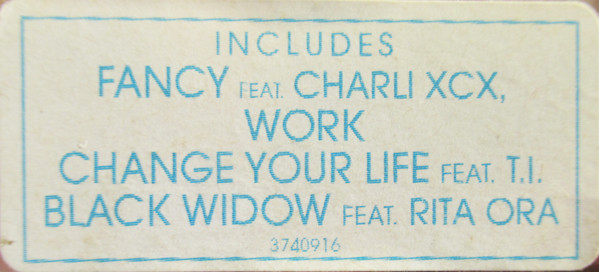 INCLUDES
FANCY FEAT. CHARLI XCX,
WORK
CHANGE YOUR LIFE FEAT. T.I.
BLACK WIDOW FEAT. RITA ORA
3740916